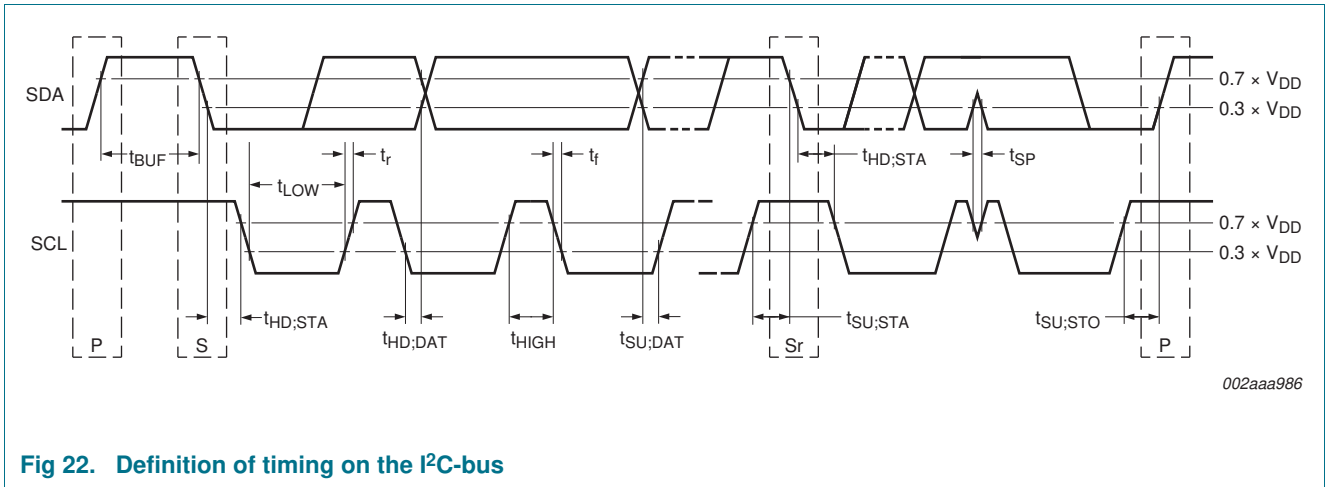 SDA
0.7 × VDD
0.3 × VDD
tBUF
tr
tf
tHD;STA
tSP
tLOW
SCL
0.7 × VDD
0.3 × VDD
tHD;STA
tHD;DAT
tHIGH
tSU;DAT
tSU;STA
tSU;STO
P
S
Sr
P
002aaa986
Fig 22. Definition of timing on the I²C-bus